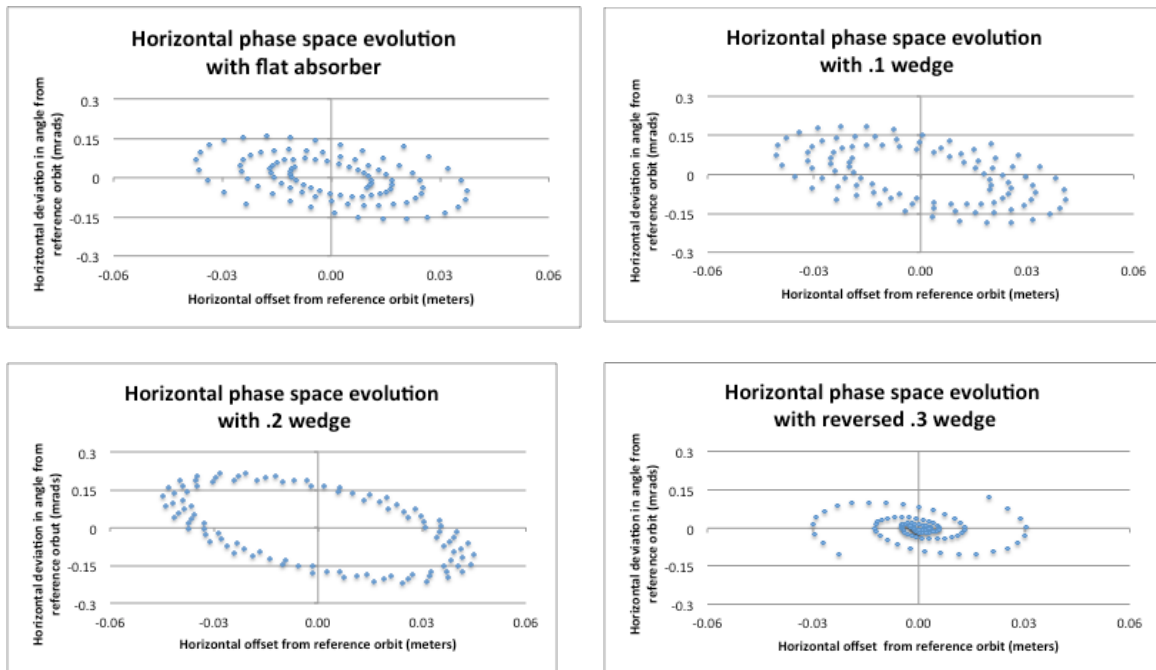 Horizontal phase space evolution
with flat absorber
Horiztontal deviation in angle from
reference orbit (mrads)
0.3
0.15
0
-0.15
-0.3
-0.06
-0.03
0.00
0.03
0.06
Horizontal offset from reference orbit (meters)
Horizontal phase space evolution
with .1 wedge
Horizontal deviation in angle from
reference orbit (mrads)
0.3
0.15
0
-0.15
-0.3
-0.06
-0.03
0.00
0.03
0.06
Horizontal offset from reference orbit (meters)
Horizontal phase space evolution
with .2 wedge
Horizontal deviation in angle from
reference orbut (mrads)
0.3
0.15
0
-0.15
-0.3
-0.06
-0.03
0.00
0.03
0.06
Horizontal offset from reference orbit (meters)
Horizontal phase space evolution
with reversed .3 wedge
Horizontal deviation in angle from
reference orbit (mrads)
0.3
0.15
0
-0.15
-0.3
-0.06
-0.03
0.00
0.03
0.06
Horizontal offset from reference orbit (meters)